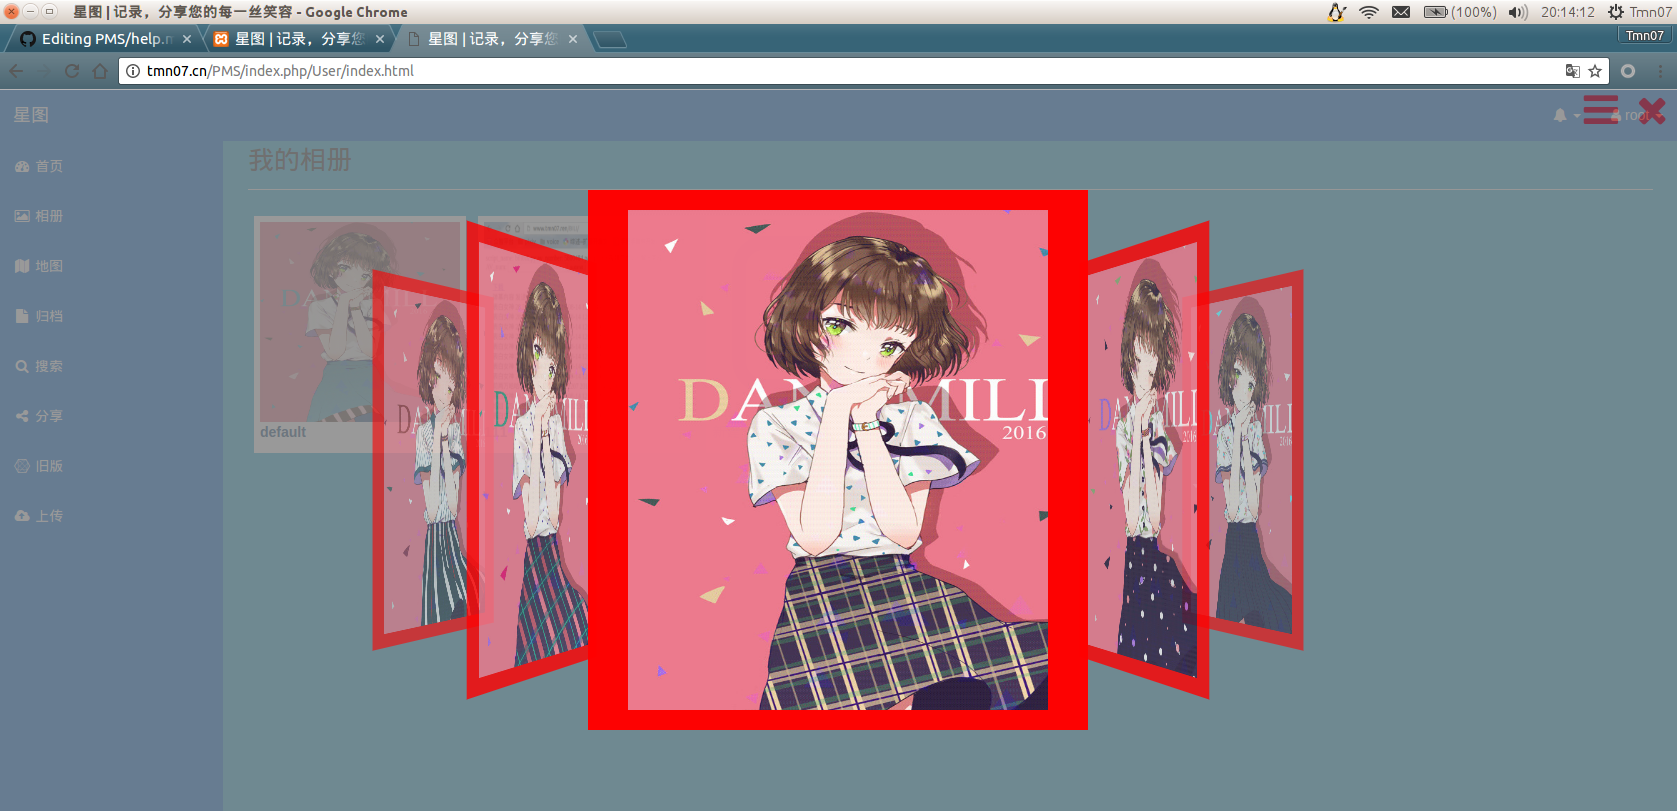 星图 | 记录，分享您的每一丝笑容 - Google Chrome
(100%)
20:14:12
Tmn07
Editing PMS/help.m
星图 | 记录，分享您
星图 | 记录，分享您
Tmn07
tmn07.cn/PMS/index.php/User/index.html
星图
root
我的相册
首页
相册
地图
归档
搜索
分享
旧版
上传
default
2016